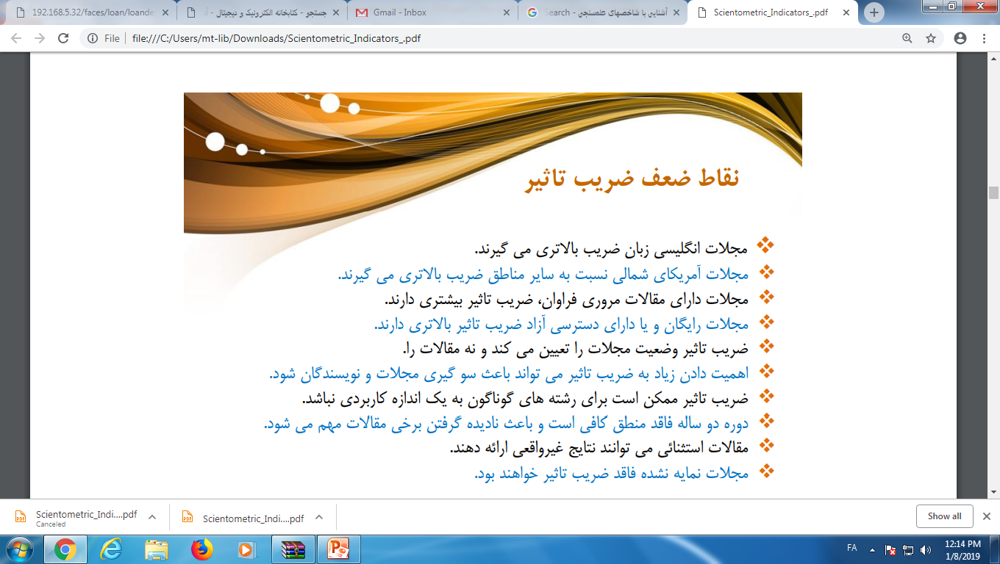 192.168.5.32/faces/loan/loande
جستجو - کتابخانه الکترونیک و دیجیتال - آ
Gmail - Inbox
آشنایی با شاخصهای علمسنجی - Search
Scientometric_Indicators_.pdf
File
file:///C:/Users/mt-lib/Downloads/Scientometric_Indicators_.pdf
نقاط ضعف ضریب تاثیر
مجلات انگلیسی زبان ضریب بالاتری می گیرند.
مجلات آمریکای شمالی نسبت به سایر مناطق ضریب بالاتری می گیرند.
مجلات دارای مقالات مروری فراوان، ضریب تاثیر بیشتری دارند.
مجلات رایگان و یا دارای دسترسی آزاد ضریب تاثیر بالاتری دارند.
ضریب تاثیر وضعیت مجلات را تعیین می کند و نه مقالات را.
اهمیت دادن زیاد به ضریب تاثیر می تواند باعث سو گیری مجلات و نویسندگان شود.
ضریب تاثیر ممکن است برای رشته های گوناگون به یک اندازه کاربردی نباشد.
دوره دو ساله فاقد منطق کافی است و باعث نادیده گرفتن برخی مقالات مهم می شود.
مقالات استثنائی می توانند نتایج غیرواقعی ارائه دهند.
مجلات نمایه نشده فاقد ضریب تاثیر خواهند بود.
Scientometric_Indi....pdf
Canceled
Scientometric_Indi....pdf
Show all
FA
12:14 PM
1/8/2019